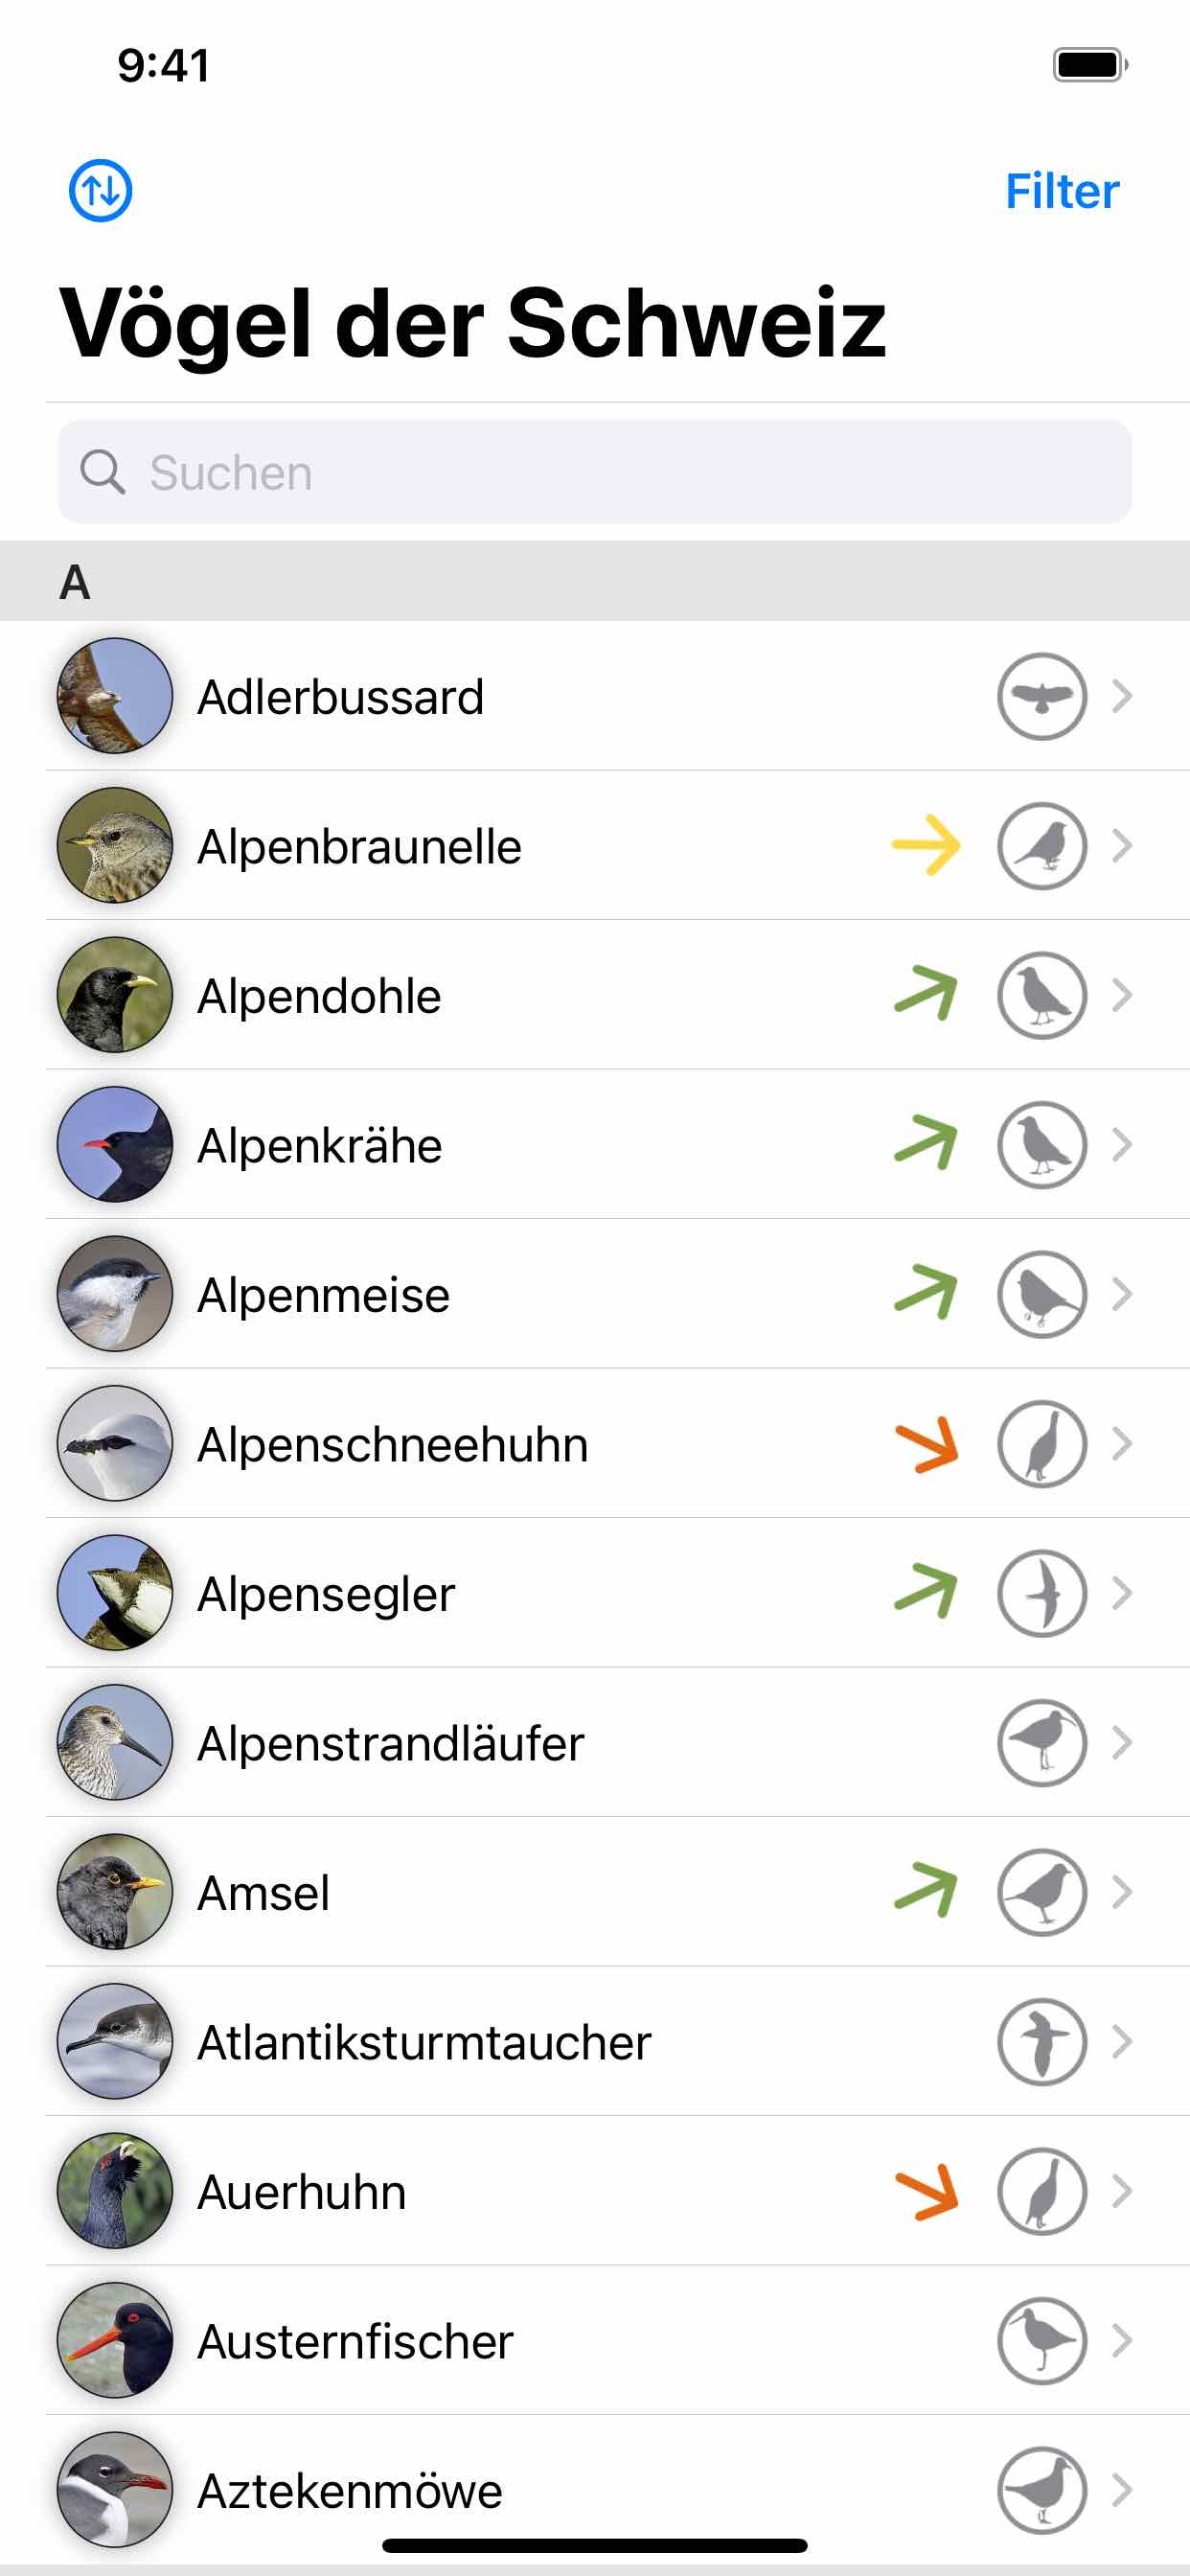 9:41
Filter
Vögel der Schweiz
Suchen
A
Adlerbussard
Alpenbraunelle
Alpendohle
Alpenkrähe
Alpenmeise
Alpenschneehuhn
Alpensegler
Alpenstrandläufer
Amsel
Atlantiksturmtaucher
Auerhuhn
Austernfischer
Aztekenmöwe